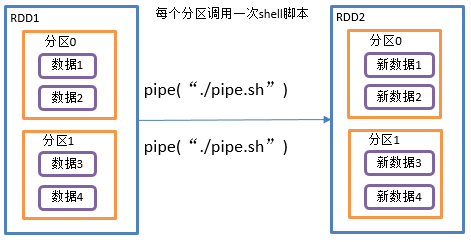 RDD1
分区0
数据1
数据2
分区1
数据3
数据4
每个分区调用一次shell脚本
pipe(“./pipe.sh”)
pipe(“./pipe.sh”)
RDD2
分区0
新数据1
新数据2
分区1
新数据3
新数据4